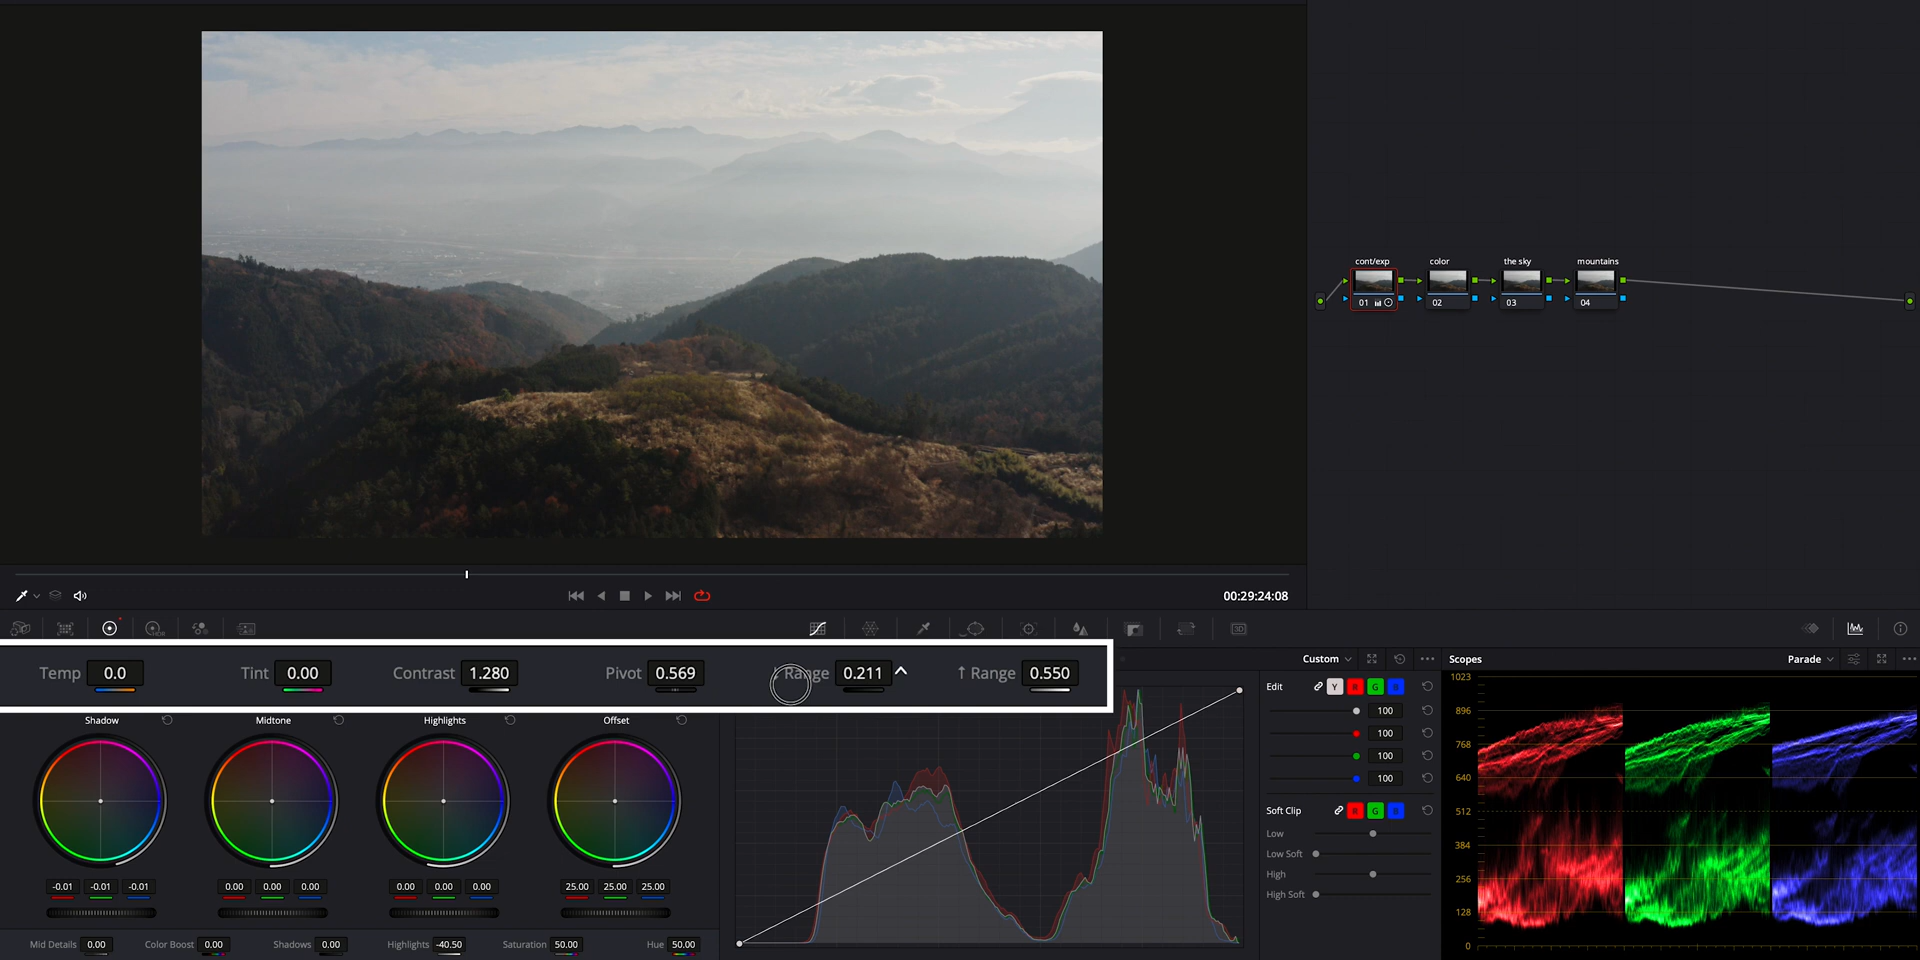 cont/exp color the sky mountains
01 02 03 04
00:29:24:08
HDR
3D
Temp 0.0 Tint 0.00 Contrast 1.280 Pivot 0.569 ↓ Range 0.211 ↑ Range 0.550
Custom
Scopes Parade
Shadow Midtone Highlights Offset
-0.01 -0.01 -0.01 0.00 0.00 0.00 0.00 0.00 0.00 25.00 25.00 25.00
Mid Details 0.00 Color Boost 0.00 Shadows 0.00 Highlights -40.50 Saturation 50.00 Hue 50.00
Edit Y R G B
100
100
100
100
Soft Clip R G B
Low
Low Soft
High
High Soft
1023
896
768
640
512
384
256
128
0